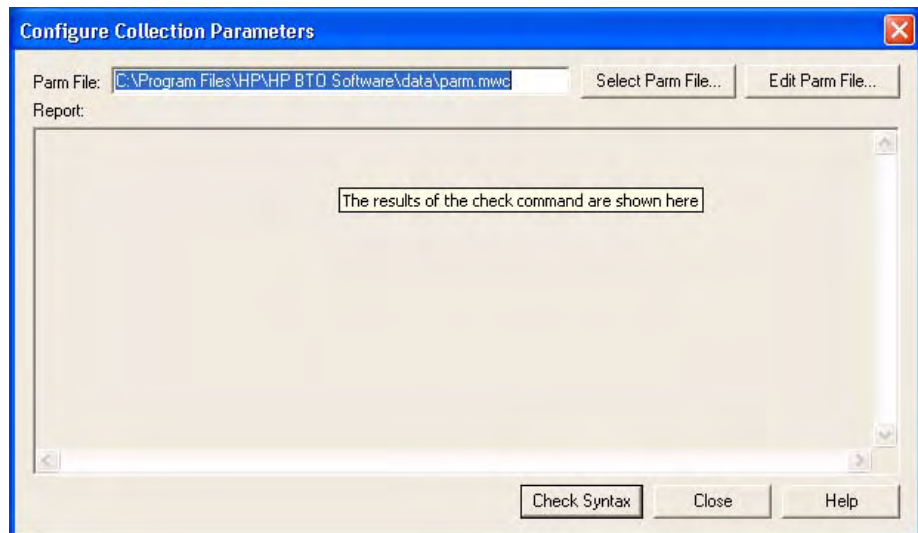 Configure Collection Parameters
Parm File: C:\Program Files\HP\HP BTO Software\data\parm.mwc Select Parm File... Edit Parm File...
Report:
The results of the check command are shown here
Check Syntax Close Help